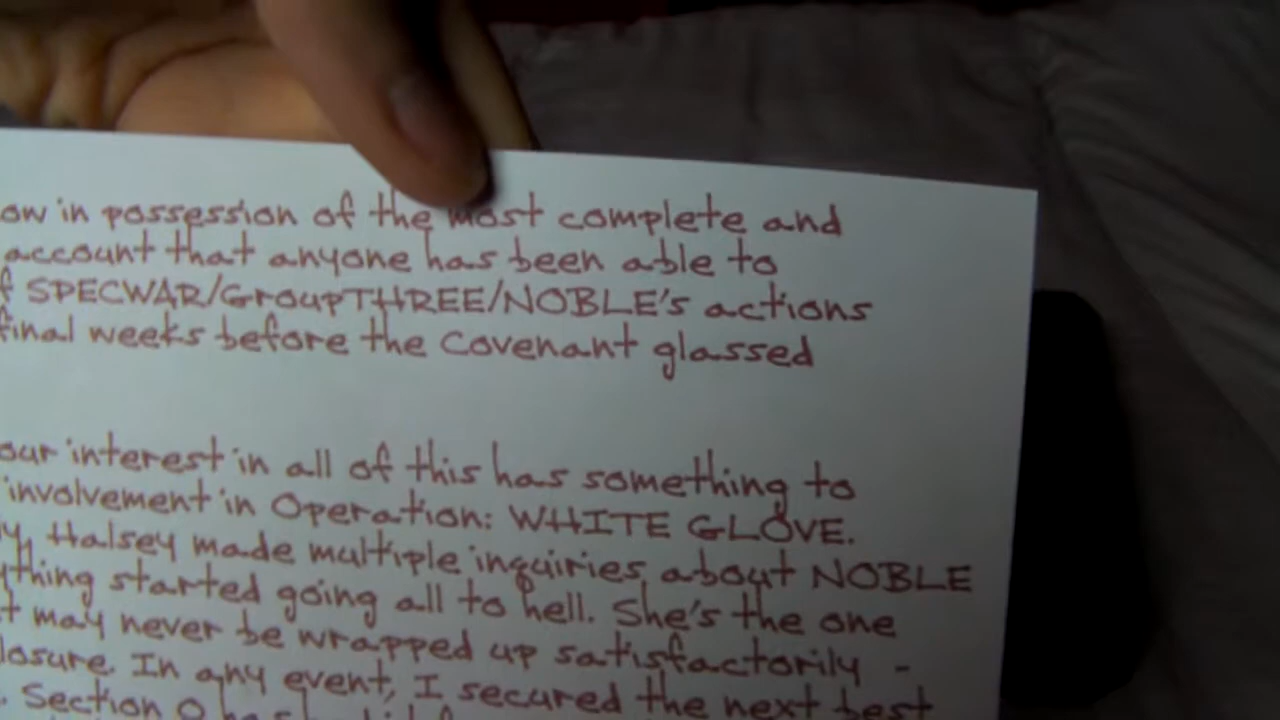 ow in possession of the most complete and
account that anyone has been able to
f SPECWAR/GroupTHREE/NOBLE's actions
final weeks before the Covenant glassed
our interest in all of this has something to
involvement in Operation: WHITE GLOVE.
y, Halsey made multiple inquiries about NOBLE
ything started going all to hell. She's the one
t may never be wrapped up satisfactorily -
losure. In any event, I secured the next best
. Section 0